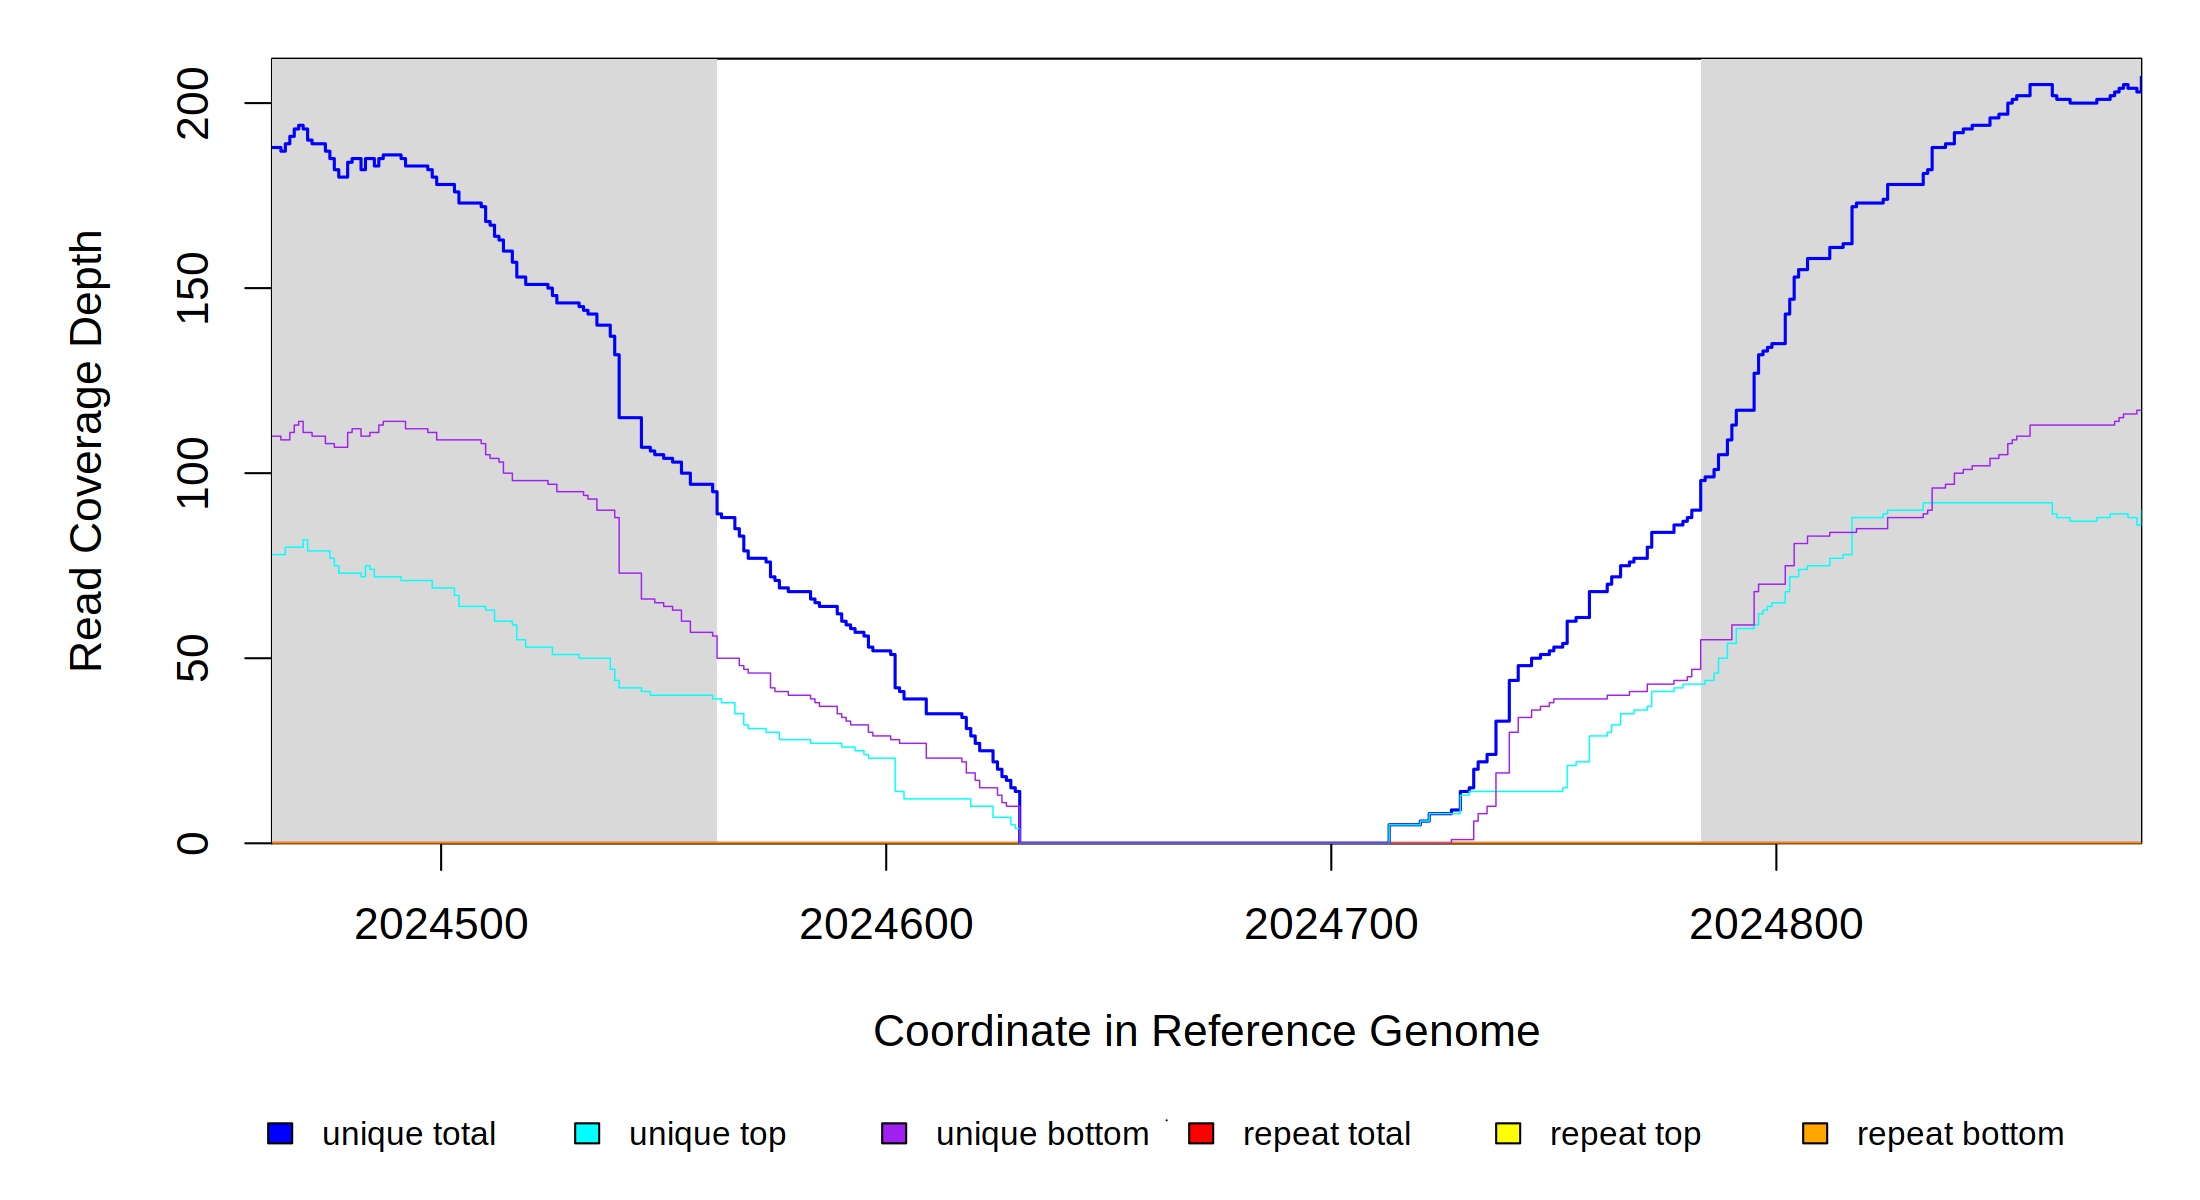 200
150
100
50
0
Read Coverage Depth
2024500 2024600 2024700 2024800
Coordinate in Reference Genome
unique total unique top unique bottom repeat total repeat top repeat bottom